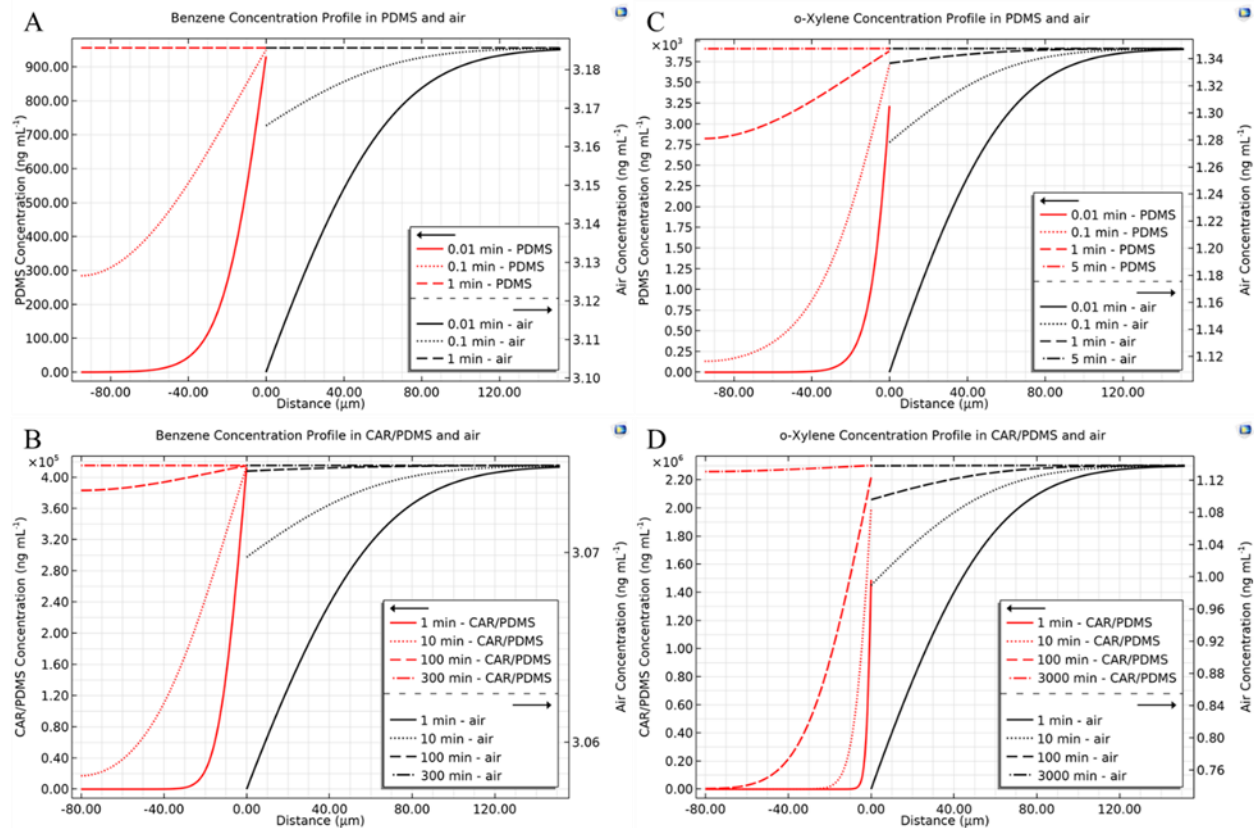 A
Benzene Concentration Profile in PDMS and air
PDMS Concentration (ng mL⁻¹)
900.00
800.00
700.00
600.00
500.00
400.00
300.00
200.00
100.00
0.00
3.18
3.17
3.16
3.15
3.14
3.13
3.12
3.11
3.10
Air Concentration (ng mL⁻¹)
0.01 min - PDMS
0.1 min - PDMS
1 min - PDMS
0.01 min - air
0.1 min - air
1 min - air
-80.00 -40.00 0.00 40.00 80.00 120.00
Distance (µm)
C
o-Xylene Concentration Profile in PDMS and air
×10³
PDMS Concentration (ng mL⁻¹)
3.75
3.50
3.25
3.00
2.75
2.50
2.25
2.00
1.75
1.50
1.25
1.00
0.75
0.50
0.25
0.00
1.34
1.32
1.30
1.28
1.26
1.24
1.22
1.20
1.18
1.16
1.14
1.12
Air Concentration (ng mL⁻¹)
0.01 min - PDMS
0.1 min - PDMS
1 min - PDMS
5 min - PDMS
0.01 min - air
0.1 min - air
1 min - air
5 min - air
-80.00 -40.00 0.00 40.00 80.00 120.00
Distance (µm)
B
Benzene Concentration Profile in CAR/PDMS and air
×10⁵
CAR/PDMS Concentration (ng mL⁻¹)
4.00
3.60
3.20
2.80
2.40
2.00
1.60
1.20
0.80
0.40
0.00
3.07
3.06
Air Concentration (ng mL⁻¹)
1 min - CAR/PDMS
10 min - CAR/PDMS
100 min - CAR/PDMS
300 min - CAR/PDMS
1 min - air
10 min - air
100 min - air
300 min - air
-80.00 -40.00 0.00 40.00 80.00 120.00
Distance (µm)
D
o-Xylene Concentration Profile in CAR/PDMS and air
×10⁶
CAR/PDMS Concentration (ng mL⁻¹)
2.20
2.00
1.80
1.60
1.40
1.20
1.00
0.80
0.60
0.40
0.20
0.00
1.12
1.08
1.04
1.00
0.96
0.92
0.88
0.84
0.80
0.76
Air Concentration (ng mL⁻¹)
1 min - CAR/PDMS
10 min - CAR/PDMS
100 min - CAR/PDMS
3000 min - CAR/PDMS
1 min - air
10 min - air
100 min - air
3000 min - air
-80.00 -40.00 0.00 40.00 80.00 120.00
Distance (µm)